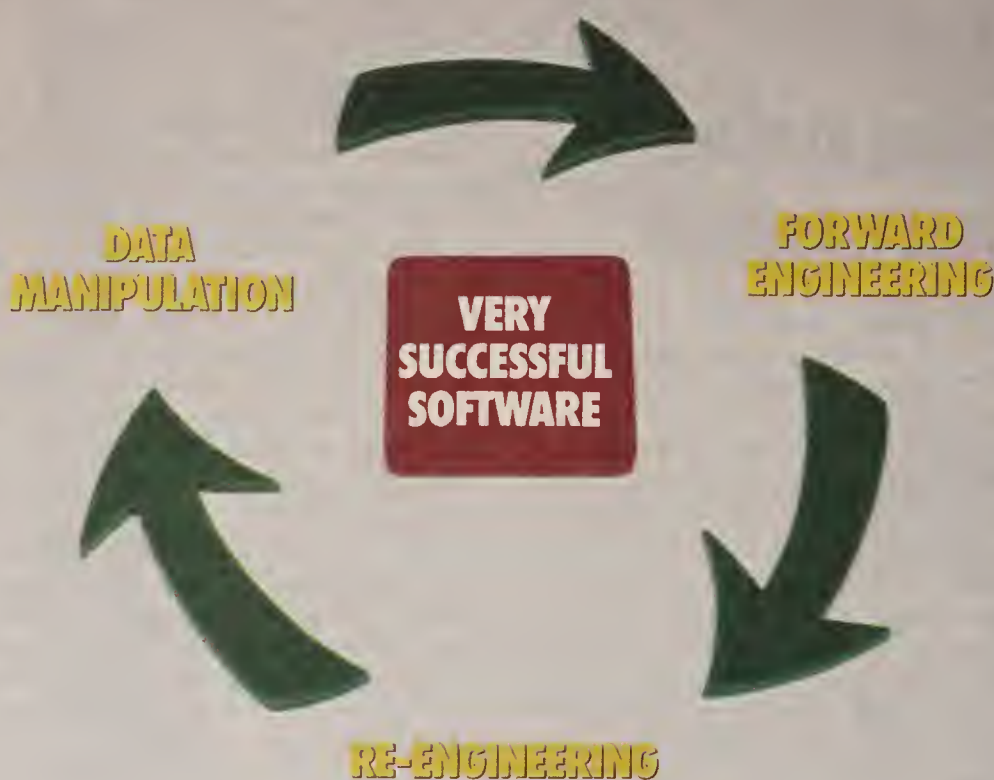 DATA
MANIPULATION
FORWARD
ENGINEERING
VERY
SUCCESSFUL
SOFTWARE
RE-ENGINEERING